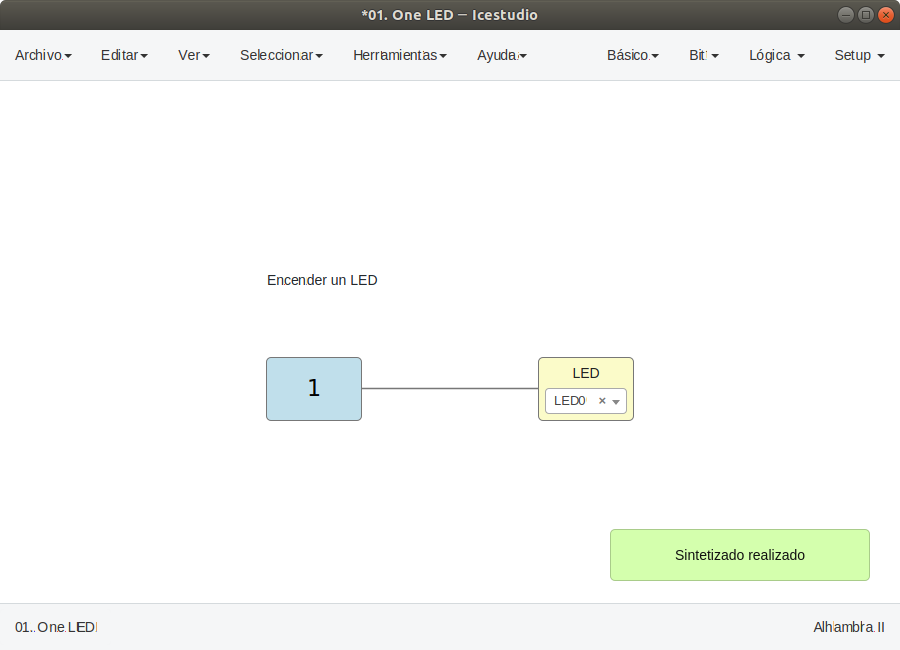 *01. One LED — Icestudio
Archivo Editar Ver Seleccionar Herramientas Ayuda Básico Bit Lógica Setup
Encender un LED
1
LED
LED0 ×
Sintetizado realizado
01. One LED
Alhambra II